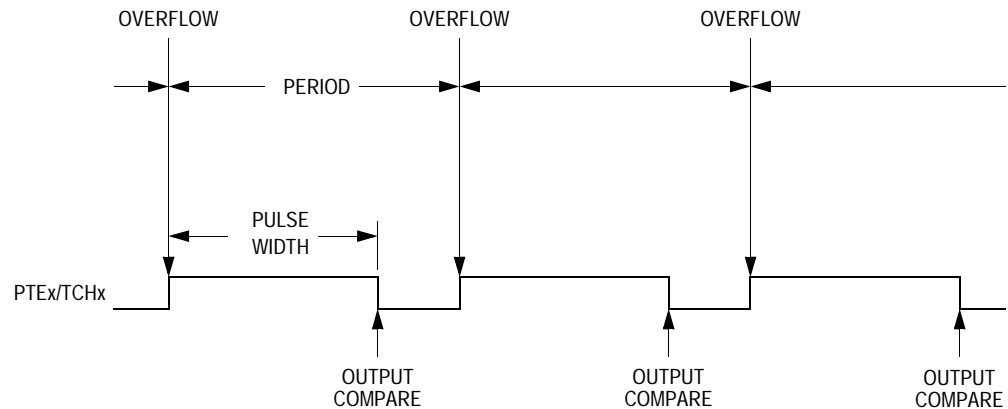 OVERFLOW
OVERFLOW
OVERFLOW
PERIOD
PULSE
WIDTH
PTEx/TCHx
OUTPUT
COMPARE
OUTPUT
COMPARE
OUTPUT
COMPARE